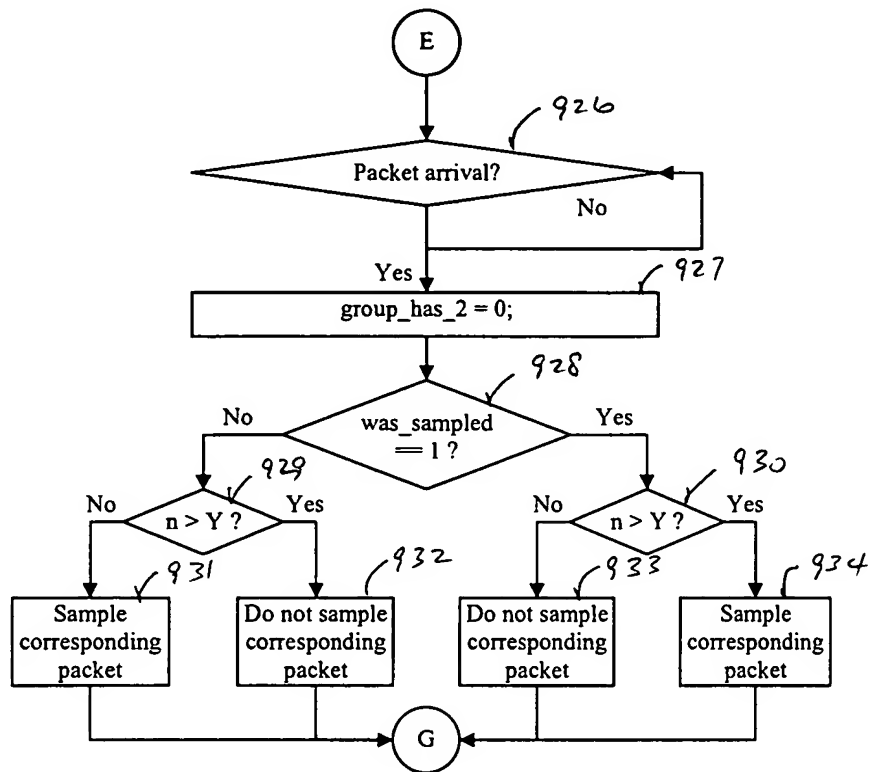 E
926
Packet arrival?
No
Yes
927
group_has_2 = 0;
928
No
Yes
was_sampled
== 1 ?
929
930
No
Yes
No
Yes
n > Y ?
n > Y ?
931
932
933
934
Sample
corresponding
packet
Do not sample
corresponding
packet
Do not sample
corresponding
packet
Sample
corresponding
packet
G